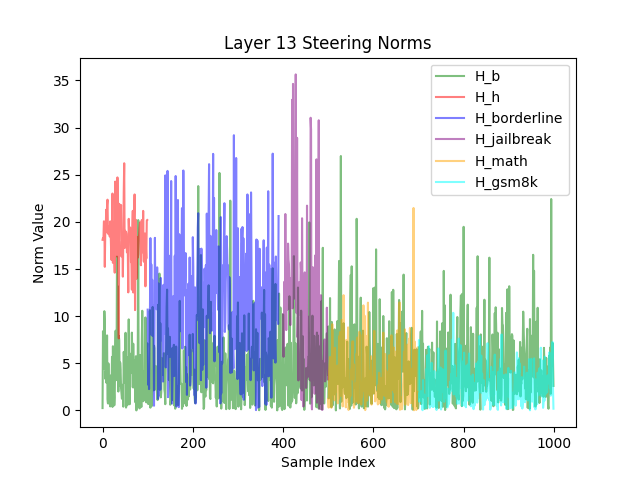 Layer 13 Steering Norms
Norm Value
35
30
25
20
15
10
5
0
H_b
H_h
H_borderline
H_jailbreak
H_math
H_gsm8k
0
200
400
600
800
1000
Sample Index